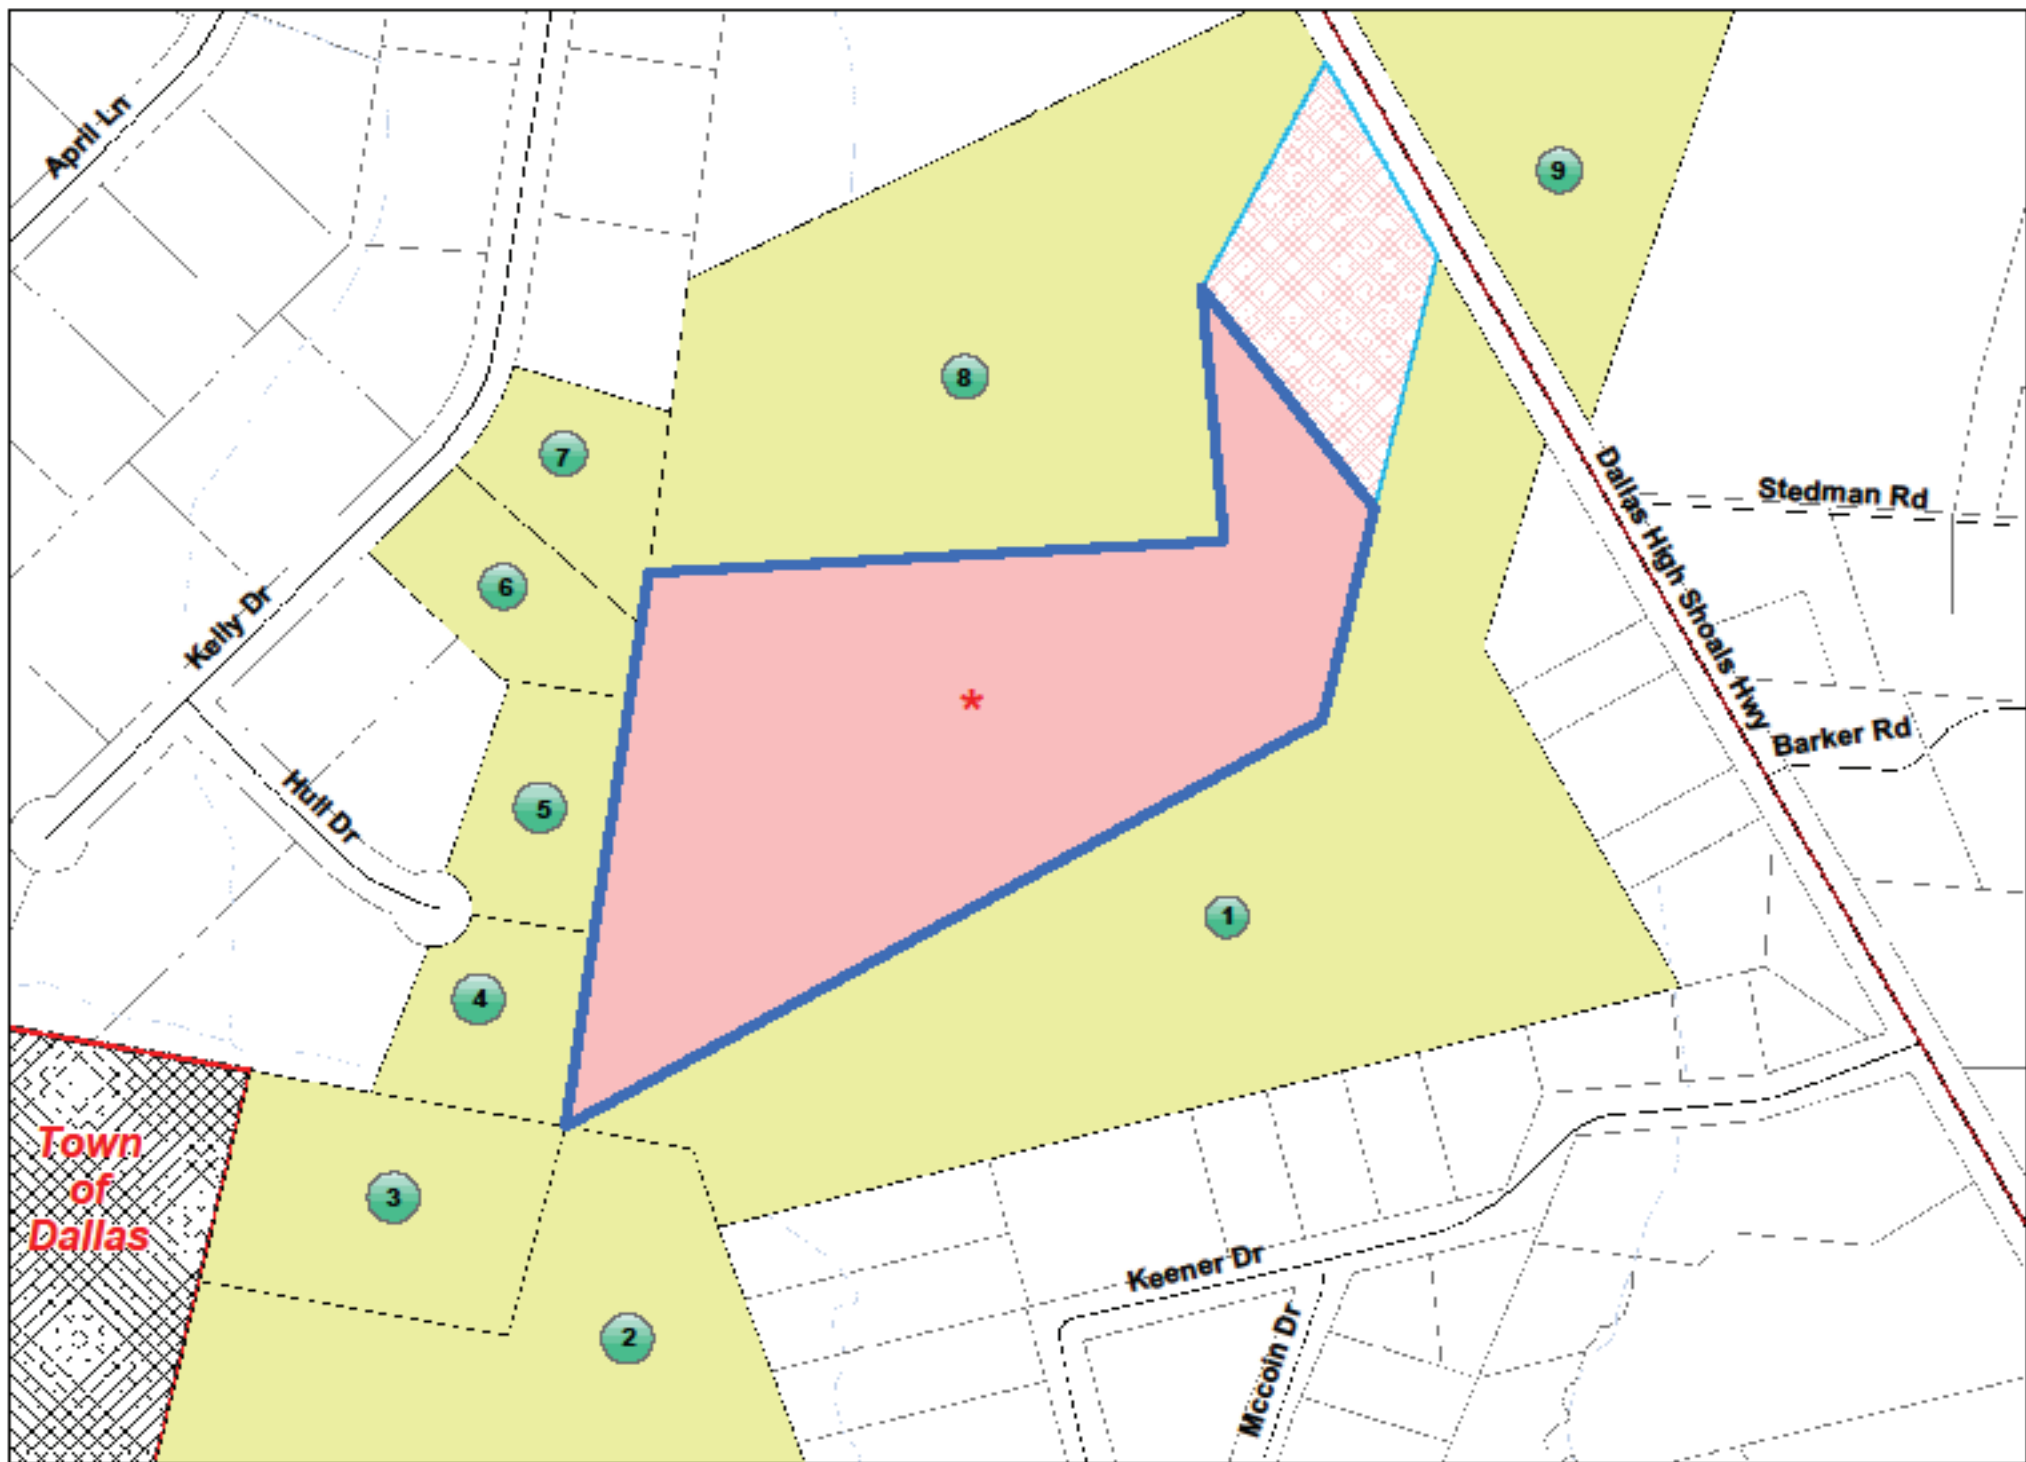 April Ln
9
8
7
Stedman Rd
Dallas High Shoals Hwy
6
Kelly Dr
*
Barker Rd
Hull Dr
5
1
4
Town
of
Dallas
3
Keener Dr
2
Mccoin Dr